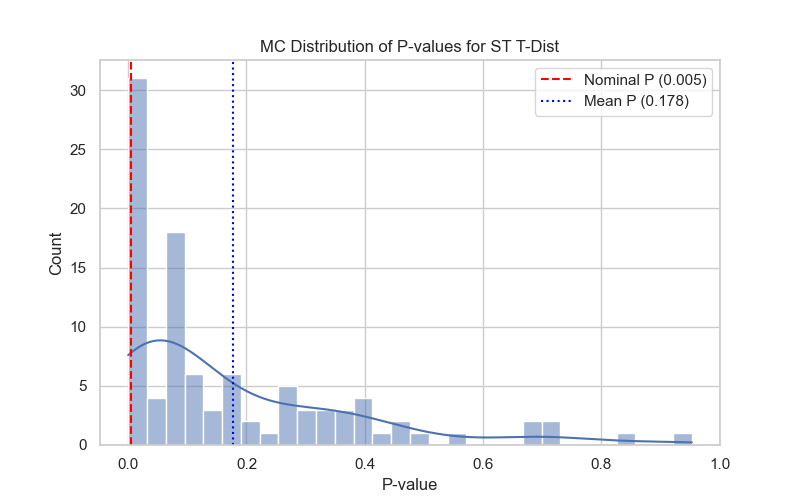 MC Distribution of P-values for ST T-Dist
Nominal P (0.005)
Mean P (0.178)
Count
30
25
20
15
10
5
0
0.0 0.2 0.4 0.6 0.8 1.0
P-value